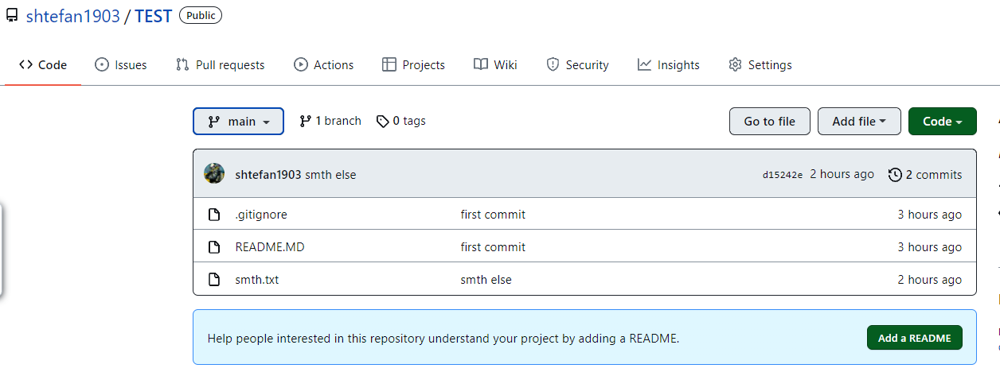 shtefan1903 / TEST Public
Code Issues Pull requests Actions Projects Wiki Security Insights Settings
main 1 branch 0 tags Go to file Add file Code
shtefan1903 smth else d15242e 2 hours ago 2 commits
.gitignore first commit 3 hours ago
README.MD first commit 3 hours ago
smth.txt smth else 2 hours ago
Help people interested in this repository understand your project by adding a README. Add a README